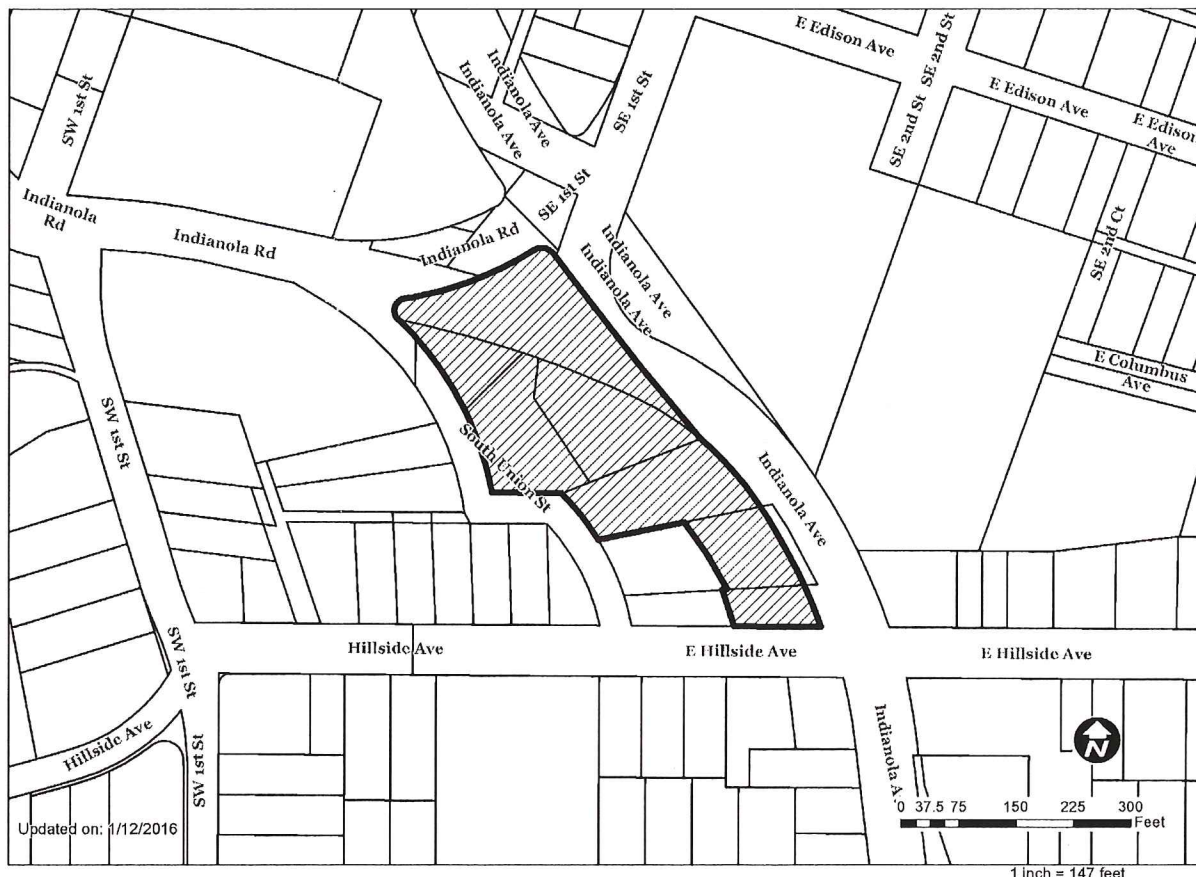 E Edison Ave
SE 2nd St
SE 2nd St
E Edison Ave
E Edison
Ave
SW 1st St
Indianola Ave
Indianola Ave
SE 1st St
SE 1st St
Indianola
Rd
Indianola Rd
Indianola Rd
Indianola Ave
Indianola Ave
SE 2nd Ct
E Columbus
Ave
SW 1st St
South Union St
Indianola Ave
Hillside Ave
E Hillside Ave
E Hillside Ave
SW 1st St
Hillside Ave
SW 1st St
Indianola A
N
0 37.5 75 150 225 300
Feet
Updated on: 1/12/2016
1 inch = 147 feet